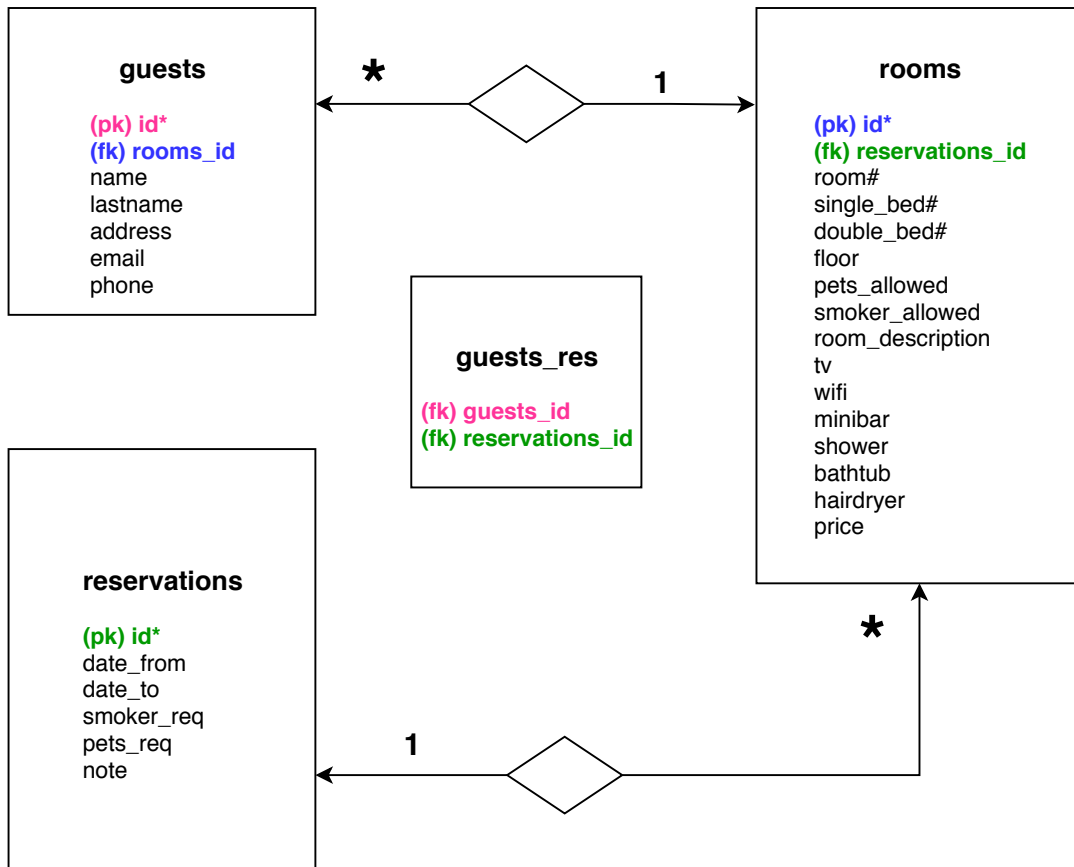 guests
(pk) id*
(fk) rooms_id
name
lastname
address
email
phone
*
1
rooms
(pk) id*
(fk) reservations_id
room#
single_bed#
double_bed#
floor
pets_allowed
smoker_allowed
room_description
tv
wifi
minibar
shower
bathtub
hairdryer
price
guests_res
(fk) guests_id
(fk) reservations_id
reservations
(pk) id*
date_from
date_to
smoker_req
pets_req
note
1
*